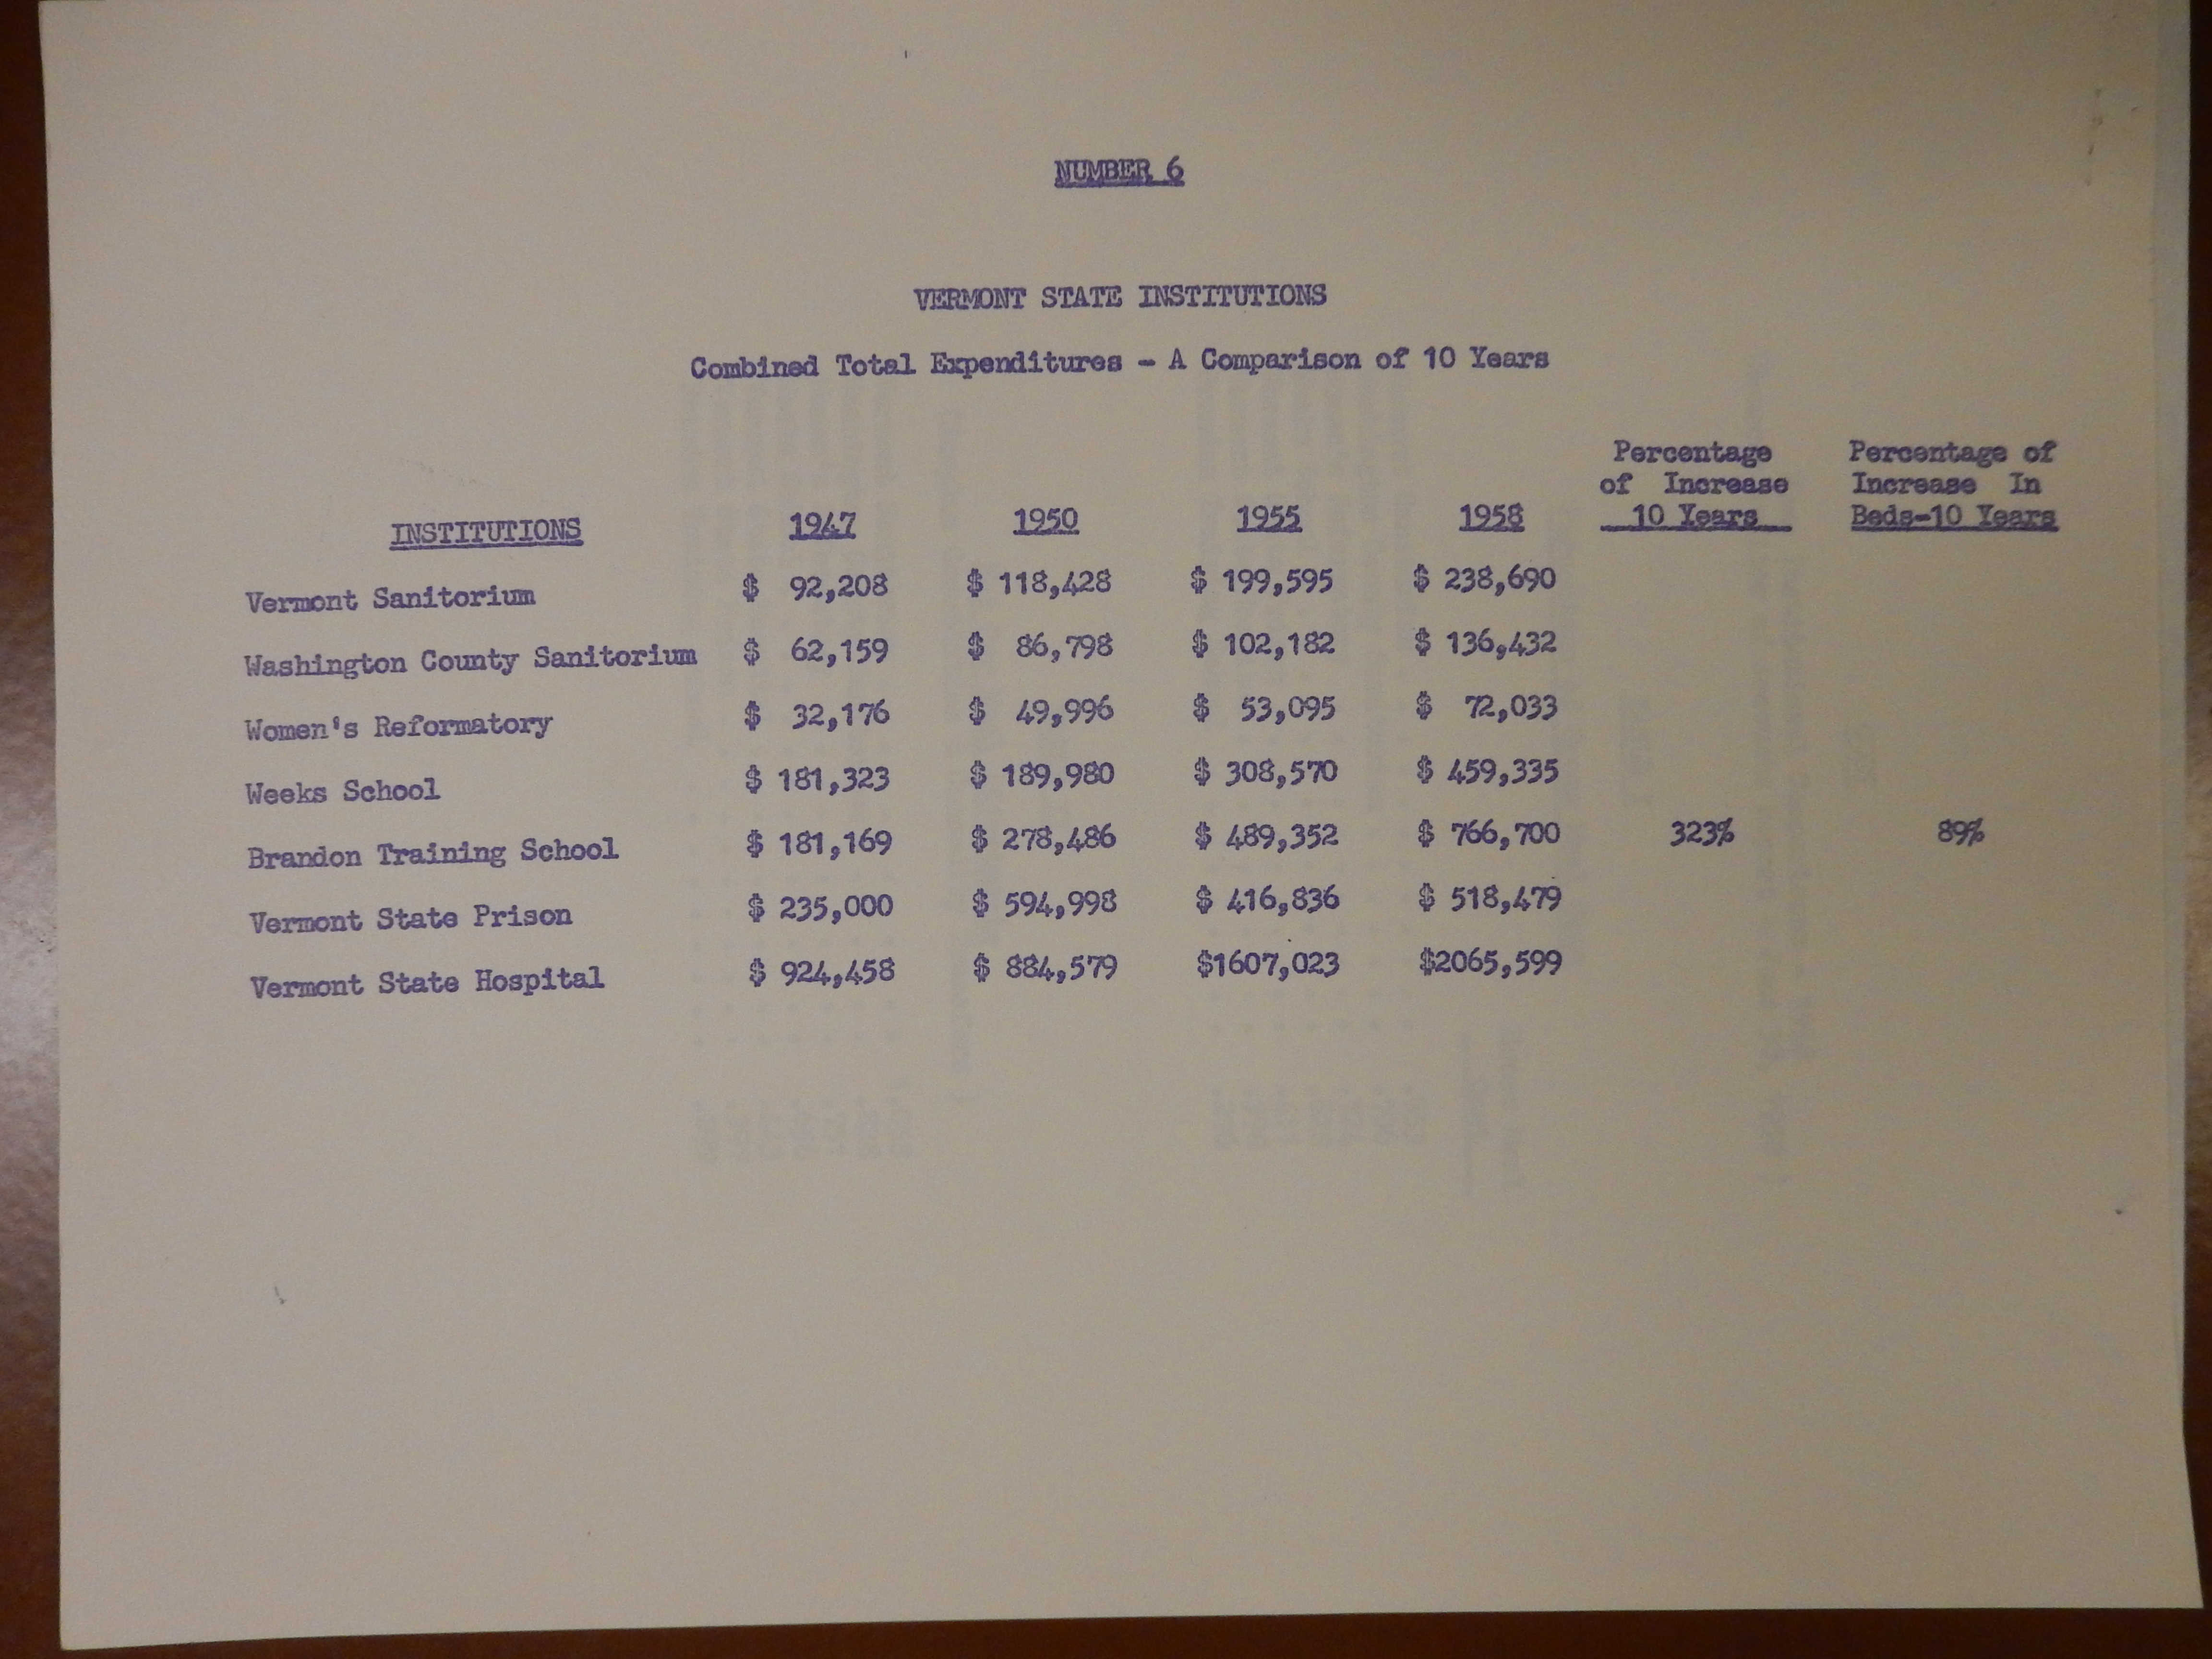 NUMBER 6
VERMONT STATE INSTITUTIONS
Combined Total Expenditures - A Comparison of 10 Years
Percentage Percentage of
of Increase Increase In
INSTITUTIONS 1947 1950 1955 1958 10 Years Beds-10 Years
Vermont Sanitorium $ 92,208 $ 118,428 $ 199,595 $ 238,690
Washington County Sanitorium $ 62,159 $ 86,798 $ 102,182 $ 136,432
Women's Reformatory $ 32,176 $ 49,996 $ 53,095 $ 72,033
Weeks School $ 181,323 $ 189,980 $ 308,570 $ 459,335
Brandon Training School $ 181,169 $ 278,486 $ 489,352 $ 766,700 323% 89%
Vermont State Prison $ 235,000 $ 594,998 $ 416,836 $ 518,479
Vermont State Hospital $ 924,458 $ 884,579 $1607,023 $2065,599